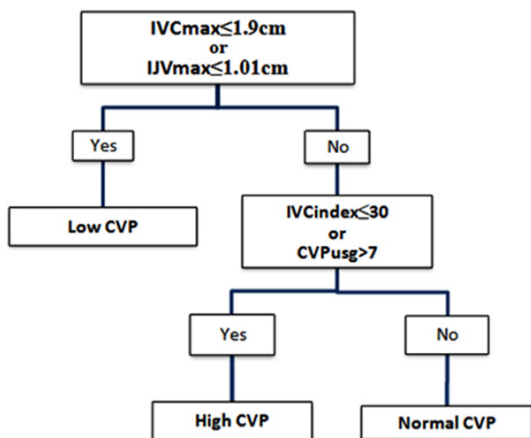 IVCmax≤1.9cm
or
IJVmax≤1.01cm
Yes
No
Low CVP
IVCindex≤30
or
CVPusg>7
Yes
No
High CVP
Normal CVP